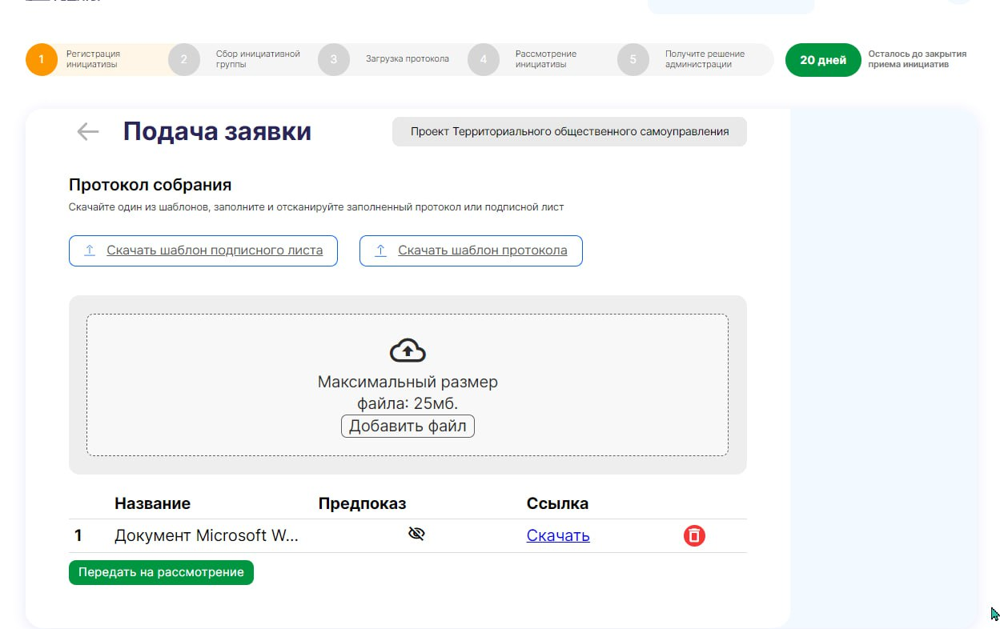 1
Регистрация
инициативы
2
Сбор инициативной
группы
3
Загрузка протокола
4
Рассмотрение
инициативы
5
Получите решение
администрации
20 дней
Осталось до закрытия
приема инициатив
Подача заявки
Проект Территориального общественного самоуправления
Протокол собрания
Скачайте один из шаблонов, заполните и отсканируйте заполненный протокол или подписной лист
Скачать шаблон подписного листа
Скачать шаблон протокола
Максимальный размер
файла: 25мб.
Добавить файл
Название Предпоказ Ссылка
1 Документ Microsoft W... Скачать
Передать на рассмотрение